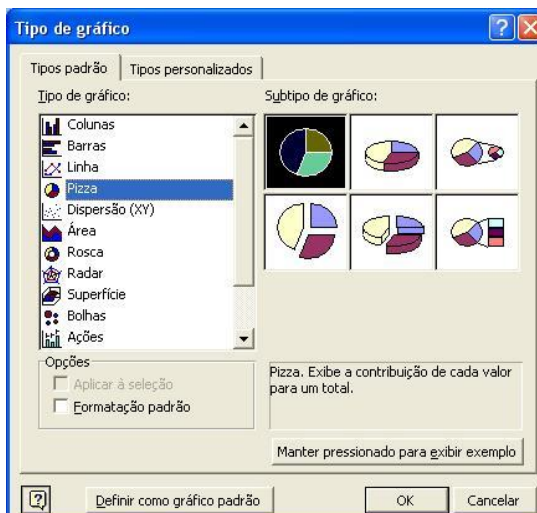 Tipo de gráfico
Tipos padrão
Tipos personalizados
Tipo de gráfico:
Colunas
Barras
Linha
Pizza
Dispersão (XY)
Área
Rosca
Radar
Superfície
Bolhas
Ações
Subtipo de gráfico:
Opções
Aplicar à seleção
Formatação padrão
Pizza. Exibe a contribuição de cada valor
para um total.
Manter pressionado para exibir exemplo
Definir como gráfico padrão
OK
Cancelar